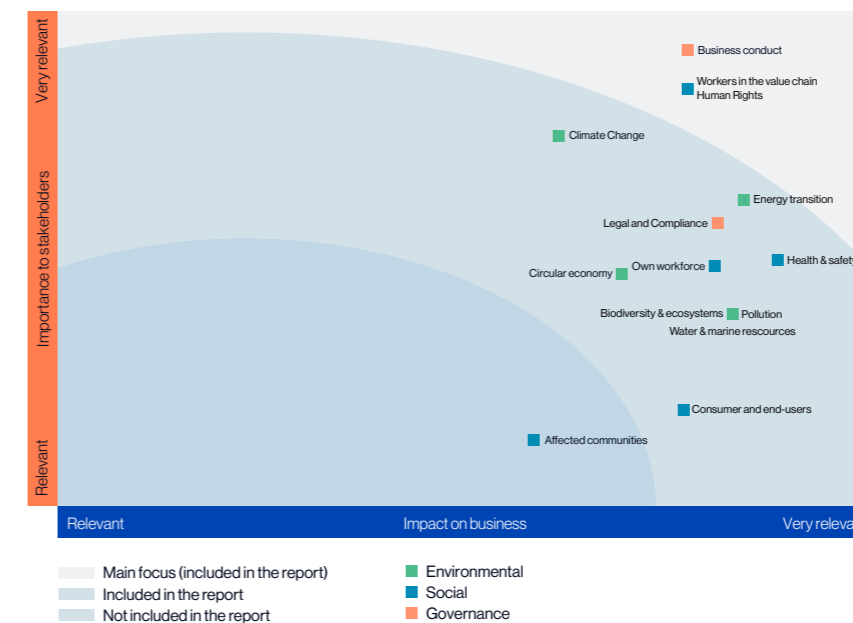 Very relevant
Importance to stakeholders
Relevant
Business conduct
Workers in the value chain
Human Rights
Climate Change
Energy transition
Legal and Compliance
Own workforce
Health & safety
Circular economy
Biodiversity & ecosystems
Pollution
Water & marine rescources
Consumer and end-users
Affected communities
Relevant
Impact on business
Very releva
Main focus (included in the report)
Included in the report
Not included in the report
Environmental
Social
Governance